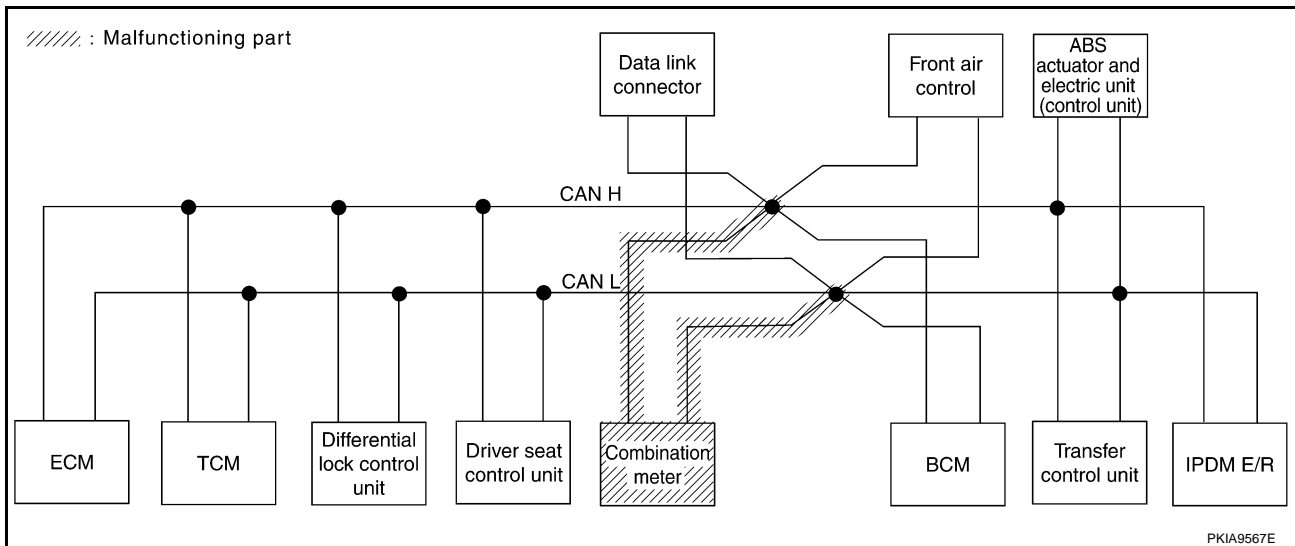 : Malfunctioning part
Data link
connector
Front air
control
ABS
actuator and
electric unit
(control unit)
CAN H
CAN L
ECM
TCM
Differential
lock control
unit
Driver seat
control unit
Combination
meter
BCM
Transfer
control unit
IPDM E/R
PKIA9567E